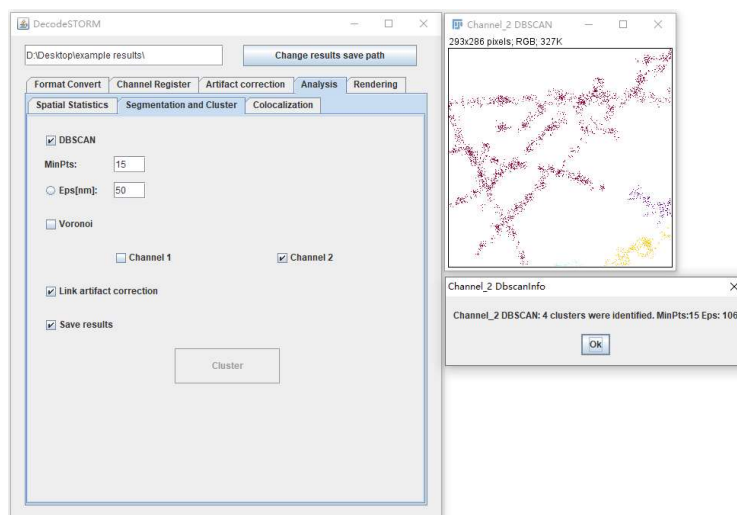 DecodeSTORM
D:\Desktop\example results\
Change results save path
Format Convert
Channel Register
Artifact correction
Analysis
Rendering
Spatial Statistics
Segmentation and Cluster
Colocalization
DBSCAN
MinPts:
15
Eps[nm]:
50
Voronoi
Channel 1
Channel 2
Link artifact correction
Save results
Cluster
Channel_2 DBSCAN
293x286 pixels; RGB; 327K
Channel_2 DbscanInfo
Channel_2 DBSCAN: 4 clusters were identified. MinPts:15 Eps: 106
Ok